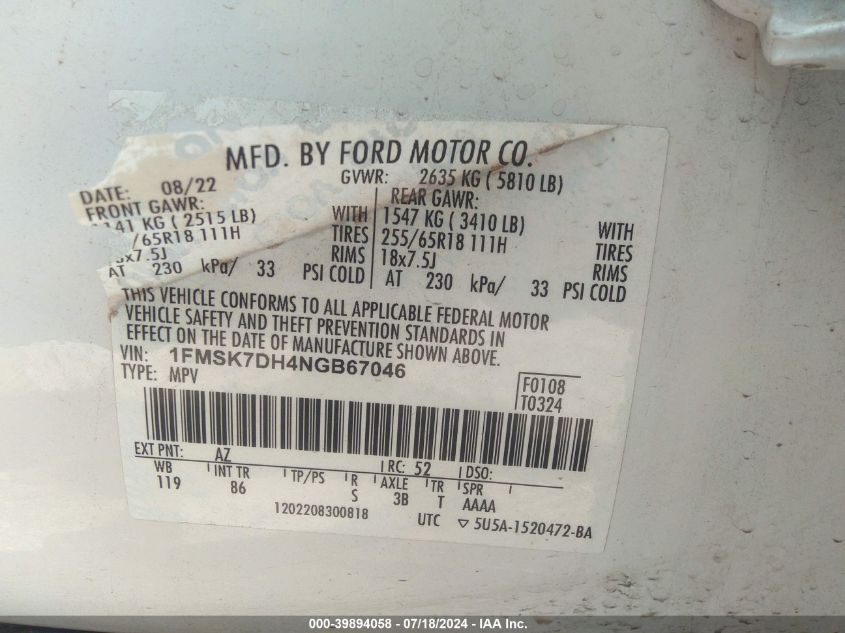 MFD. BY FORD MOTOR CO.
DATE: 08/22 GVWR: 2635 KG ( 5810 LB)
FRONT GAWR: REAR GAWR:
141 KG ( 2515 LB) WITH 1547 KG ( 3410 LB) WITH
/65R18 111H TIRES 255/65R18 111H TIRES
x7.5J RIMS 18x7.5J RIMS
AT 230 kPa/ 33 PSI COLD AT 230 kPa/ 33 PSI COLD
THIS VEHICLE CONFORMS TO ALL APPLICABLE FEDERAL MOTOR
VEHICLE SAFETY AND THEFT PREVENTION STANDARDS IN
EFFECT ON THE DATE OF MANUFACTURE SHOWN ABOVE.
VIN: 1FMSK7DH4NGB67046
TYPE: MPV
F0108
T0324
EXT PNT: AZ RC: 52 DSO:
WB INT TR TP/PS R AXLE TR SPR
119 86 S 3B T AAAA
1202208300818 UTC ▽ 5U5A-1520472-BA
000-39894058 - 07/18/2024 - IAA Inc.